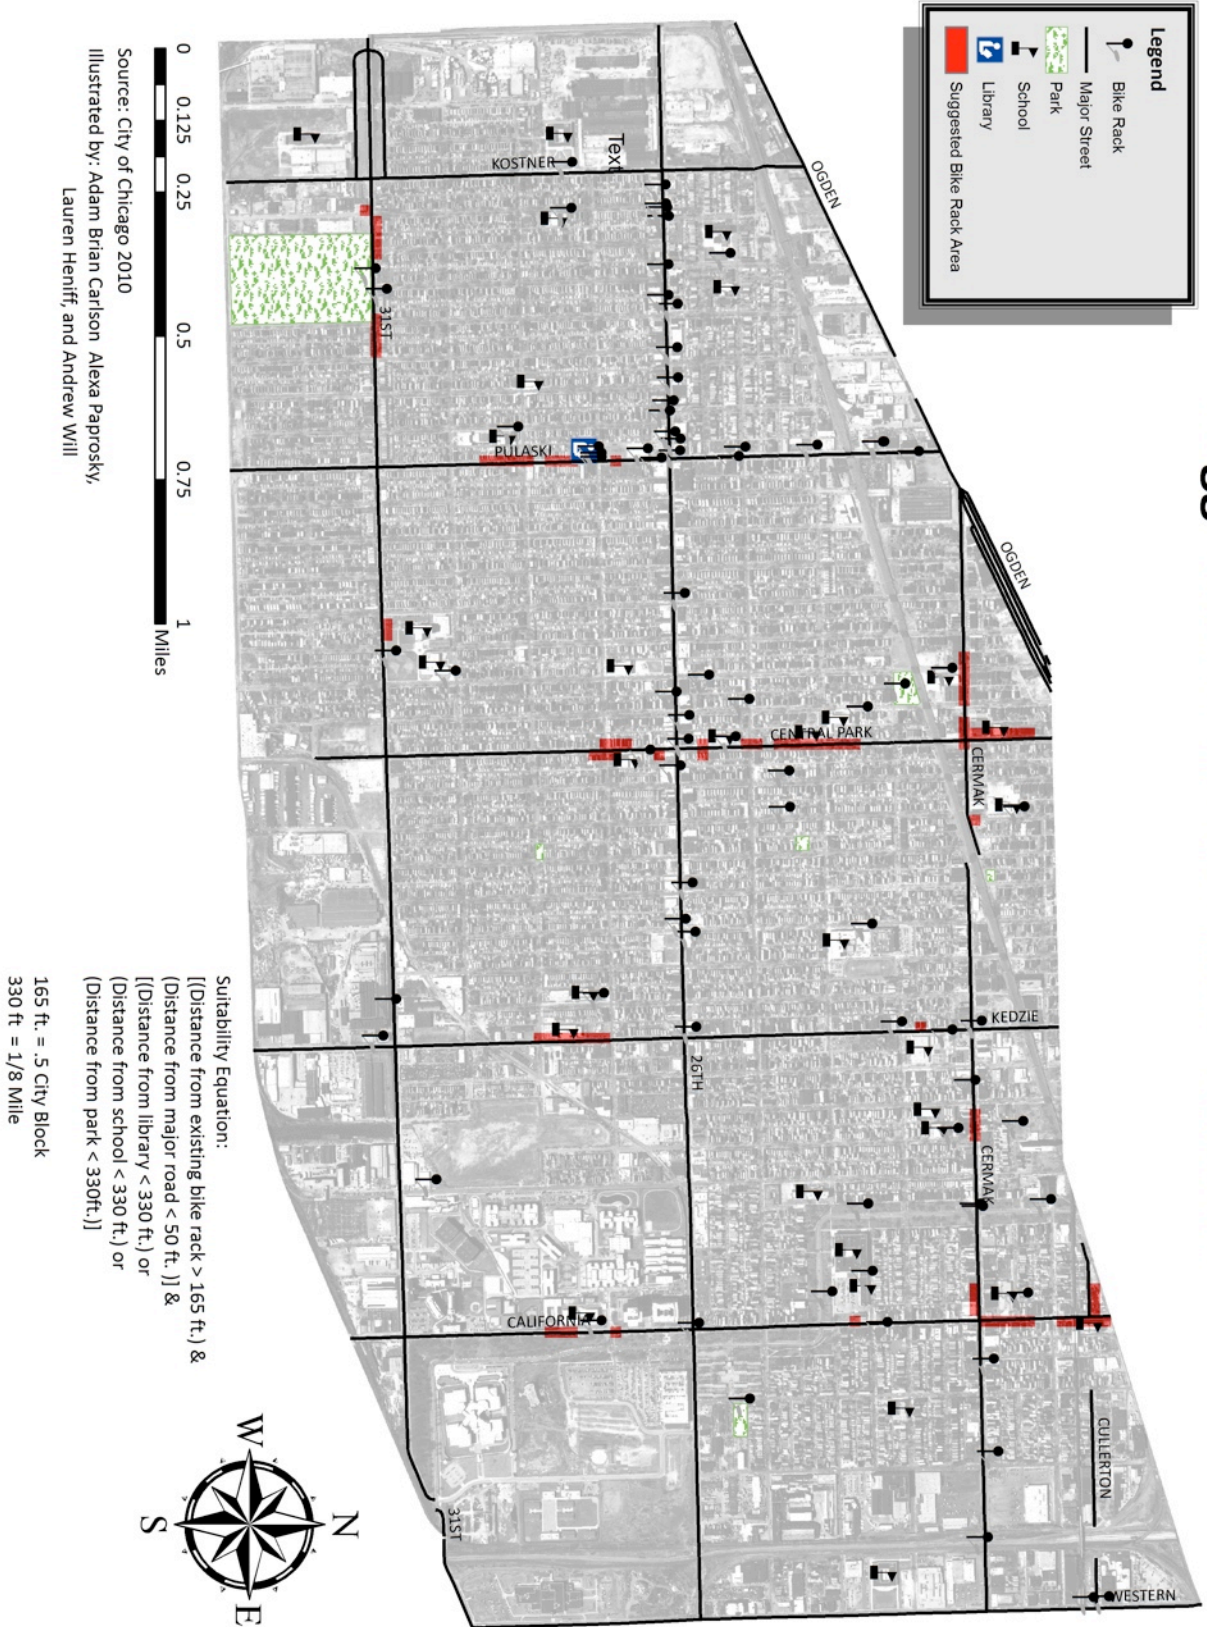 Legend
Bike Rack
Major Street
Park
School
Library
Suggested Bike Rack Area
OGDEN
OGDEN
KOSTNER
Text
31ST
PULASKI
CENTRAL PARK
CERMAK
KEDZIE
26TH
CERMAK
CALIFORNIA
CULLERTON
31ST
WESTERN
0 0.125 0.25 0.5 0.75 1
Miles
Source: City of Chicago 2010
Illustrated by: Adam Brian Carlson Alexa Paprosky,
Lauren Heniff, and Andrew Will
Suitability Equation:
[(Distance from existing bike rack > 165 ft.) &
(Distance from major road < 50 ft. )] &
[(Distance from library < 330 ft.) or
(Distance from school < 330 ft.) or
(Distance from park < 330ft.)]
165 ft. = .5 City Block
330 ft = 1/8 Mile
N
W
E
S